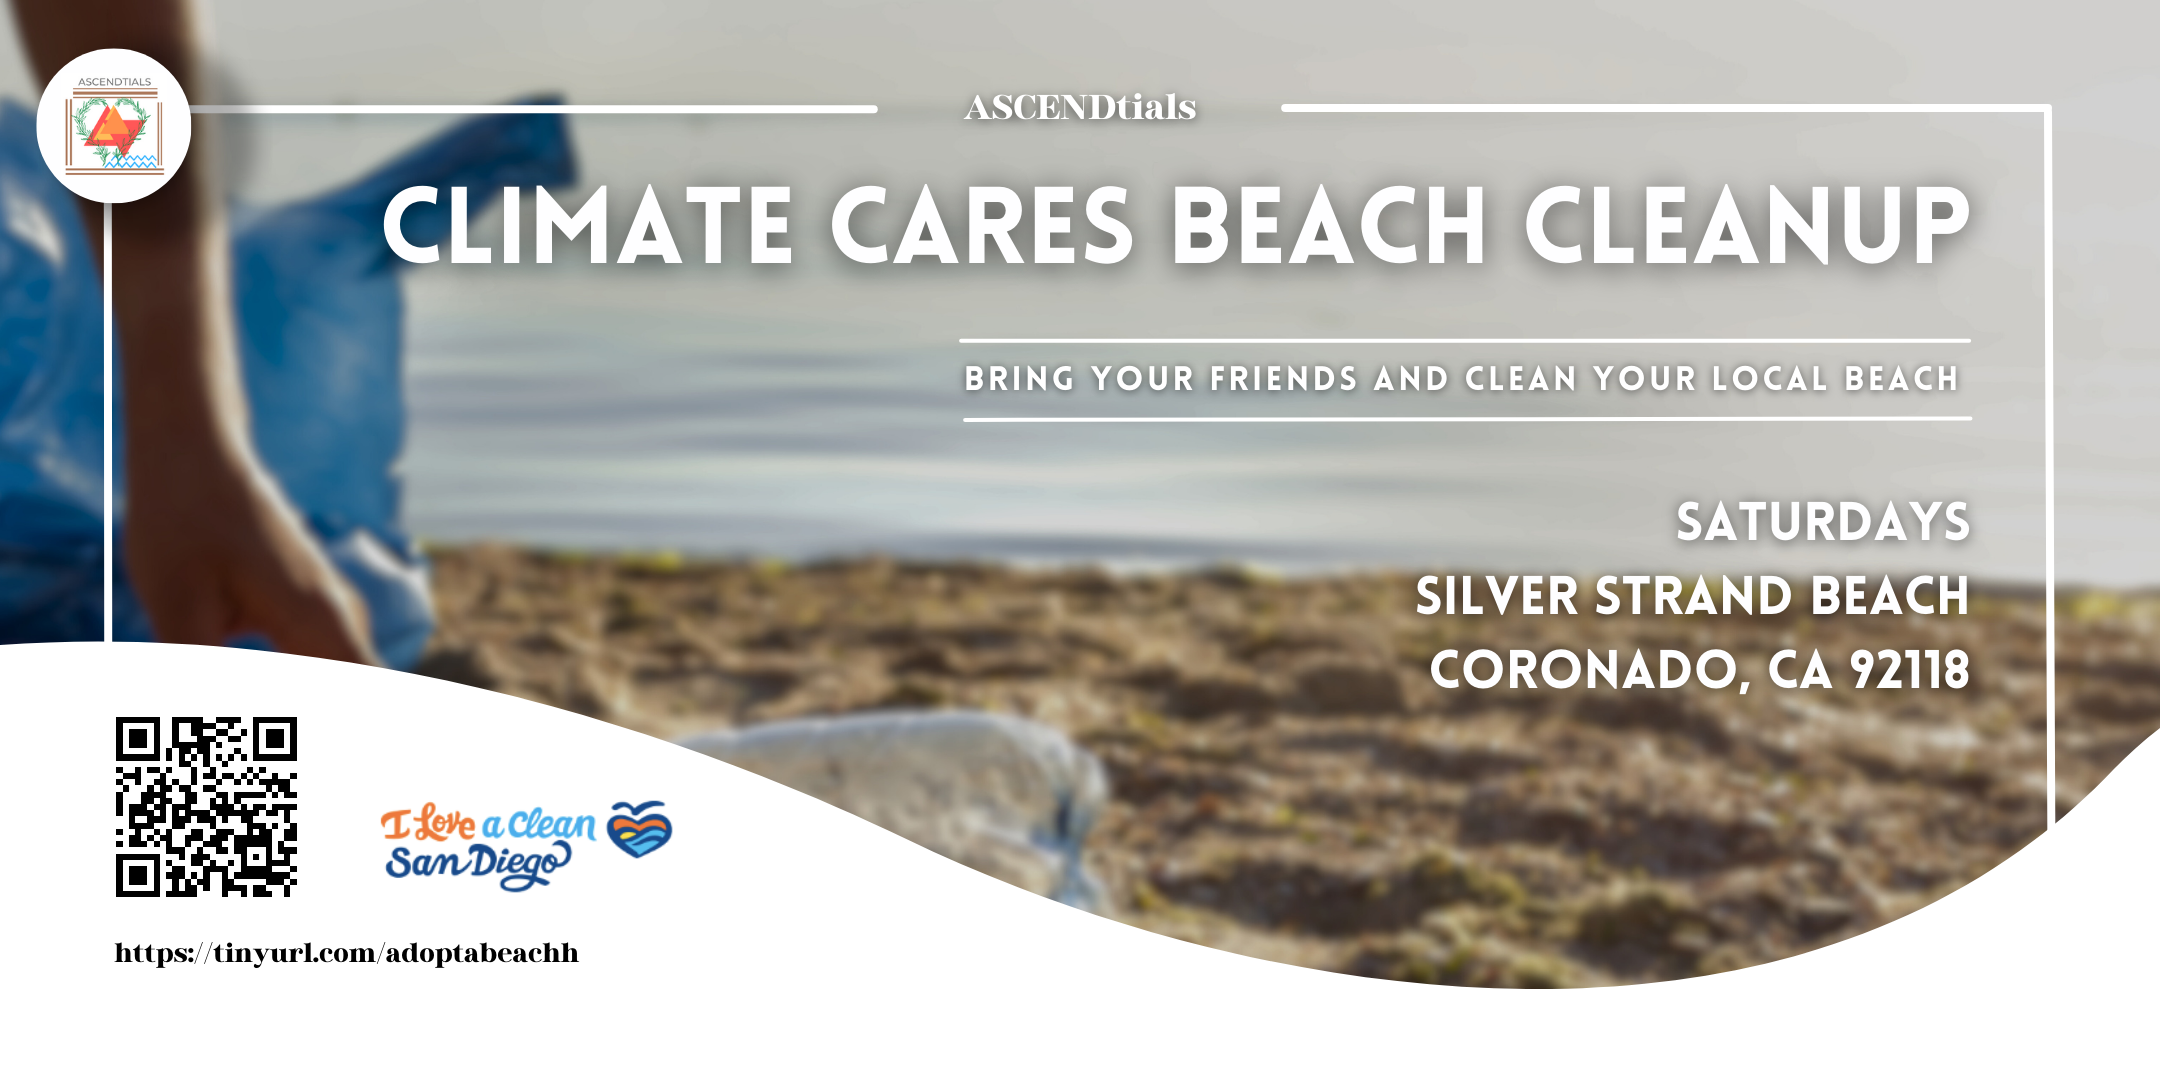 ASCENDTIALS
ASCENDtials
CLIMATE CARES BEACH CLEANUP
BRING YOUR FRIENDS AND CLEAN YOUR LOCAL BEACH
SATURDAYS
SILVER STRAND BEACH
CORONADO, CA 92118
I Love a Clean
San Diego
https://tinyurl.com/adoptabeachh